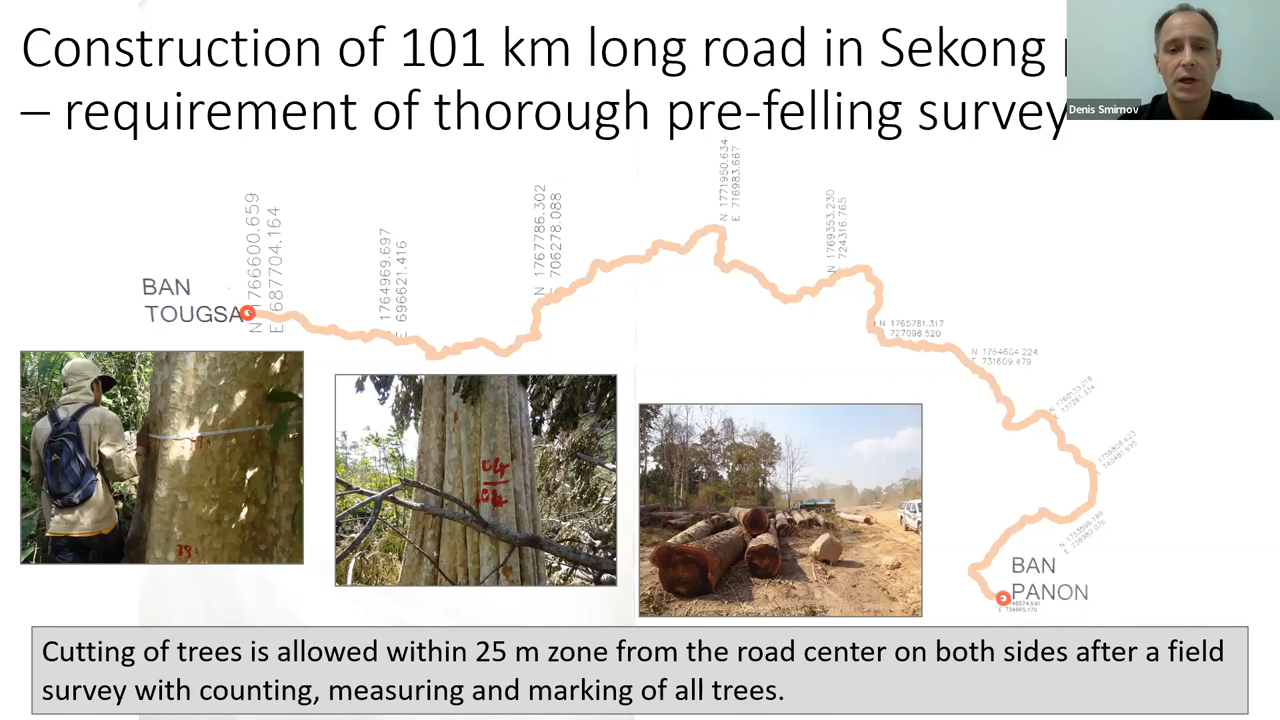 Construction of 101 km long road in Sekong
– requirement of thorough pre-felling survey
Denis Smirnov
N 1771950.634
E 716983.667
N 1766600.659
E 687704.164
N 1767786.302
E 706278.088
N 1769353.230
E 724316.765
N 1764969.697
E 696621.416
BAN
TOUGSA
N 1765781.317
727098.520
N 1764604.224
E 731609.479
BAN
PANON
Cutting of trees is allowed within 25 m zone from the road center on both sides after a field
survey with counting, measuring and marking of all trees.